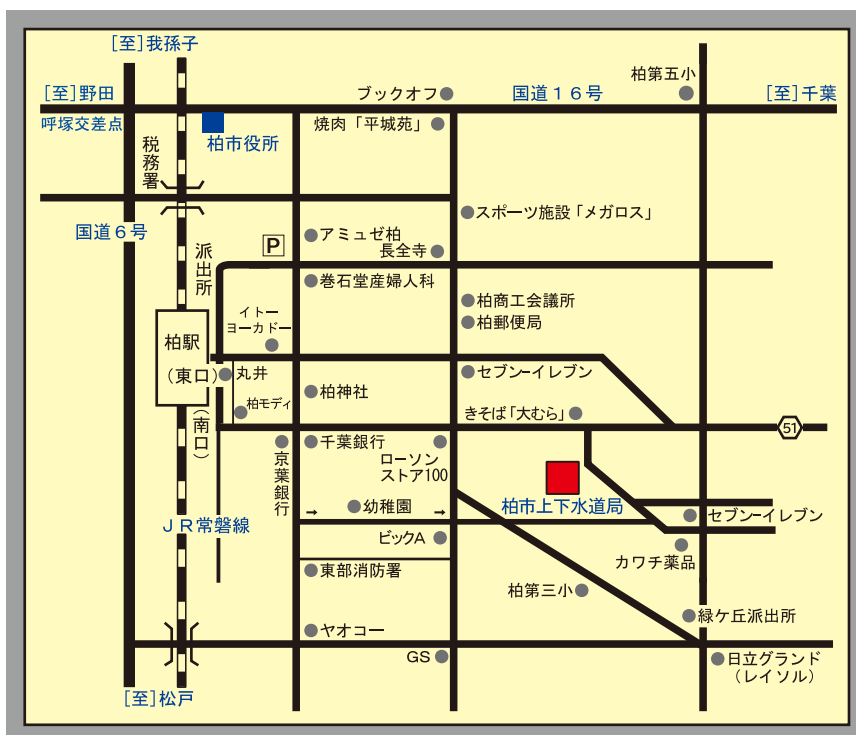 [至]我孫子
[至]野田
ブックオフ
国道１６号
柏第五小
[至]千葉
呼塚交差点
税務署
柏市役所
焼肉「平城苑」
国道６号
スポーツ施設「メガロス」
P
アミュゼ柏
長全寺
派出所
巻石堂産婦人科
イトー
ヨーカドー
柏商工会議所
柏郵便局
柏駅
（東口）
丸井
セブン-イレブン
柏モディ
柏神社
きそば「大むら」
（南口）
51
京葉銀行
千葉銀行
ローソン
ストア100
柏市上下水道局
→
幼稚園
→
セブン-イレブン
ＪＲ常磐線
ビックA
カワチ薬品
東部消防署
柏第三小
緑ケ丘派出所
ヤオコー
GS
日立グランド
（レイソル）
[至]松戸